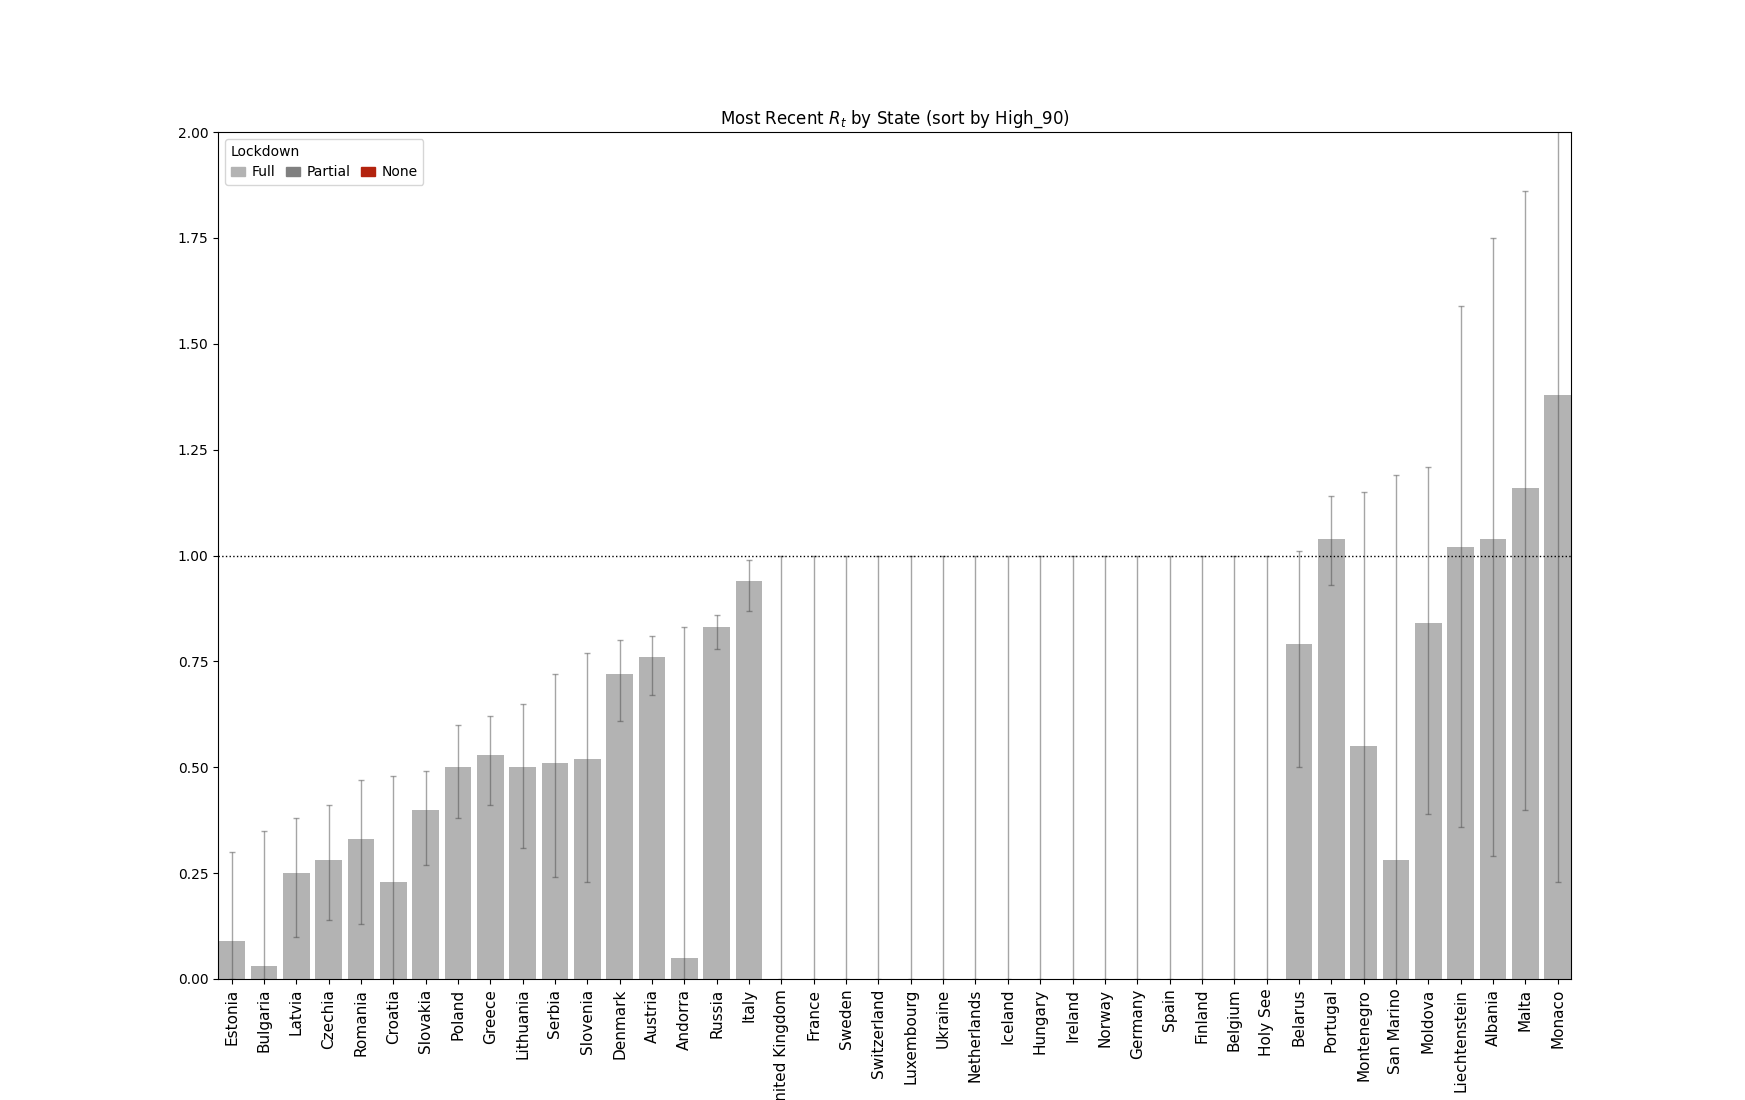 Most Recent R_t by State (sort by High_90)
2.00
Lockdown
Full Partial None
1.75
1.50
1.25
1.00
0.75
0.50
0.25
0.00
Estonia
Bulgaria
Latvia
Czechia
Romania
Croatia
Slovakia
Poland
Greece
Lithuania
Serbia
Slovenia
Denmark
Austria
Andorra
Russia
Italy
nited Kingdom
France
Sweden
Switzerland
Luxembourg
Ukraine
Netherlands
Iceland
Hungary
Ireland
Norway
Germany
Spain
Finland
Belgium
Holy See
Belarus
Portugal
Montenegro
San Marino
Moldova
Liechtenstein
Albania
Malta
Monaco